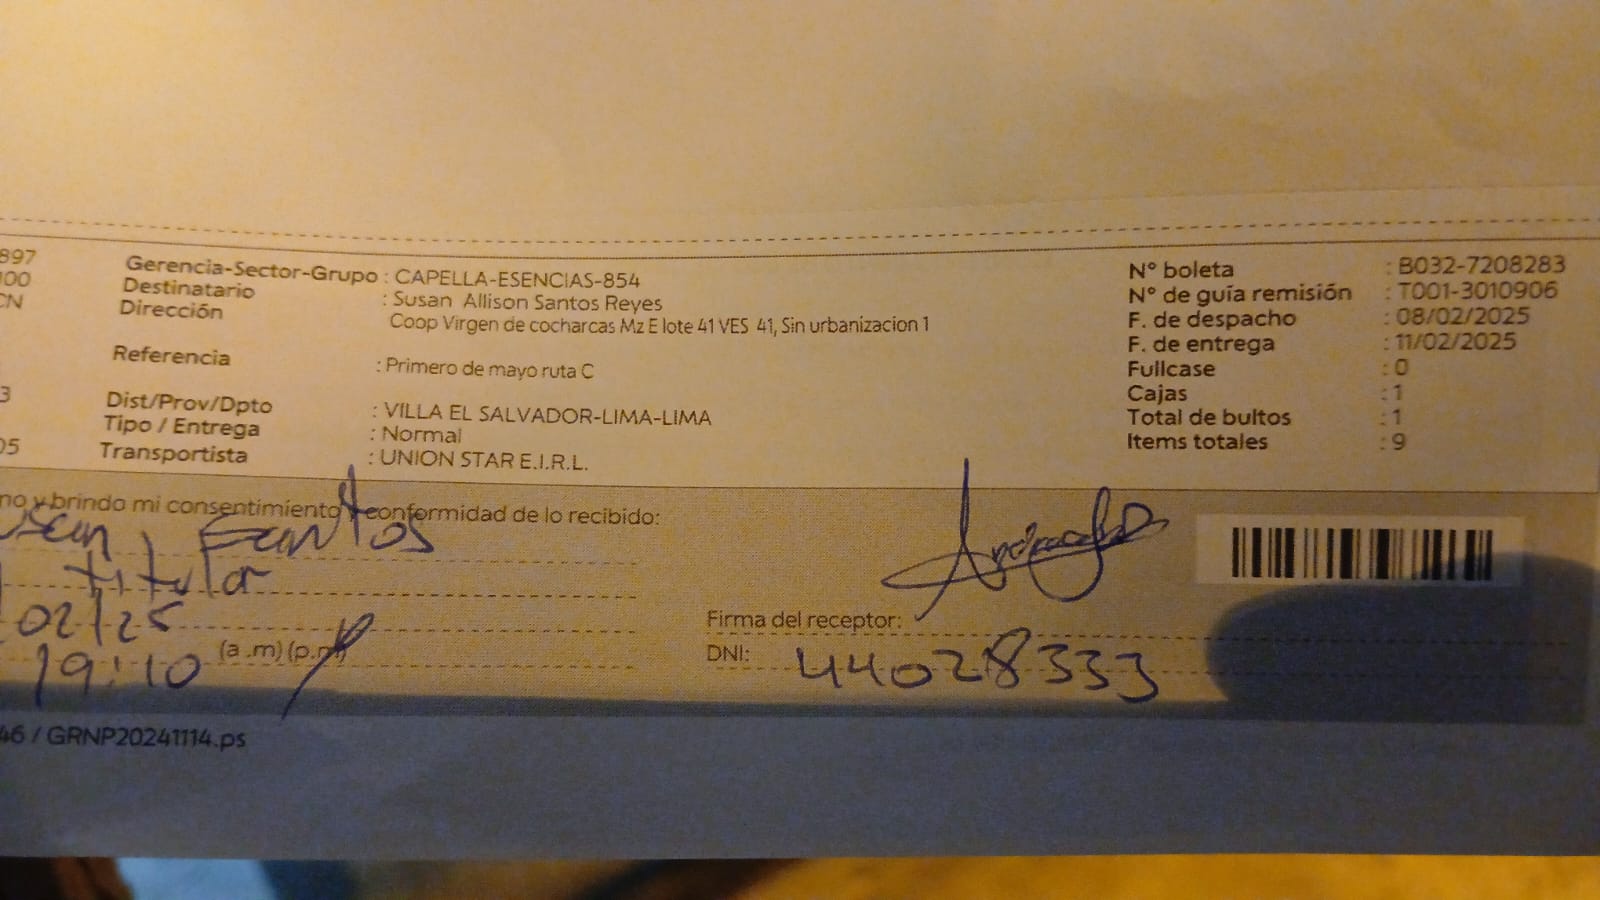 897
Gerencia-Sector-Grupo : CAPELLA-ESENCIAS-854
100
Destinatario : Susan Allison Santos Reyes
CN
Dirección Coop Virgen de cocharcas Mz E lote 41 VES 41, Sin urbanizacion 1
Referencia : Primero de mayo ruta C
3
Dist/Prov/Dpto : VILLA EL SALVADOR-LIMA-LIMA
Tipo / Entrega : Normal
05
Transportista : UNION STAR E.I.R.L.
N° boleta : B032-7208283
N° de guía remisión : T001-3010906
F. de despacho : 08/02/2025
F. de entrega : 11/02/2025
Fullcase : 0
Cajas : 1
Total de bultos : 1
Items totales : 9
no y brindo mi consentimiento y conformidad de lo recibido:
usan Santos
titular
/02/25
19:10 (a .m) (p.m)
Firma del receptor:
DNI: 44028333
46 / GRNP20241114.ps